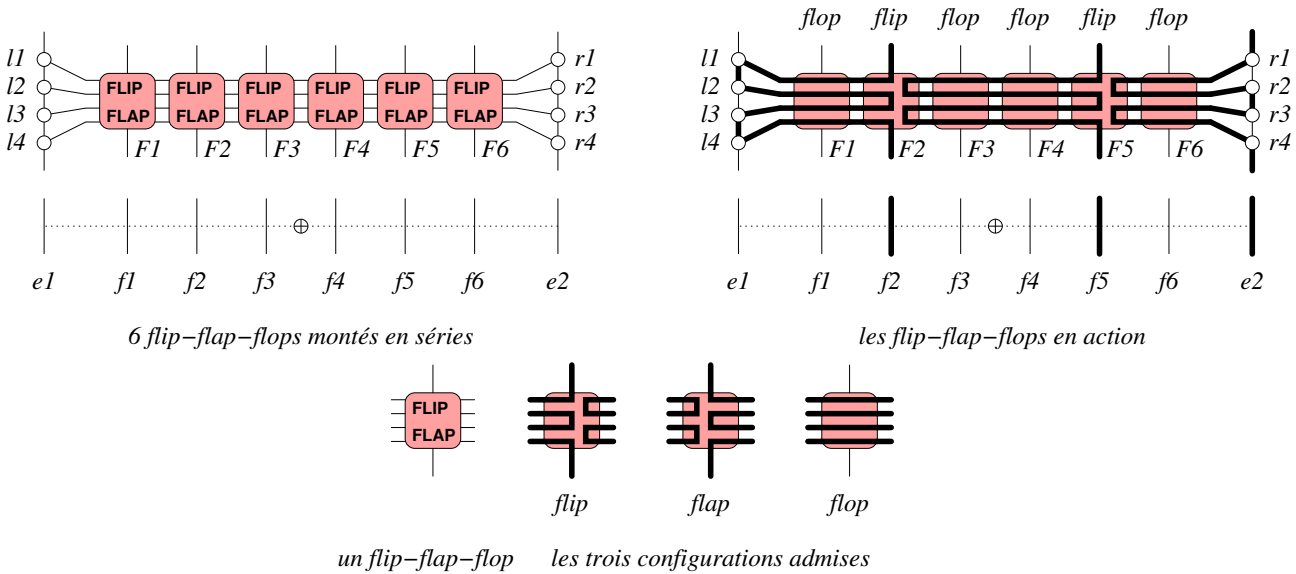 flop flip flop flop flip flop
l1 r1 l1 r1
FLIP FLIP FLIP FLIP FLIP FLIP
l2 r2 l2 r2
FLAP FLAP FLAP FLAP FLAP FLAP
l3 r3 l3 r3
l4 F1 F2 F3 F4 F5 F6 r4 l4 F1 F2 F3 F4 F5 F6 r4
e1 f1 f2 f3 f4 f5 f6 e2 e1 f1 f2 f3 f4 f5 f6 e2
6 flip−flap−flops montés en séries les flip−flap−flops en action
FLIP
FLAP
flip flap flop
un flip−flap−flop les trois configurations admises